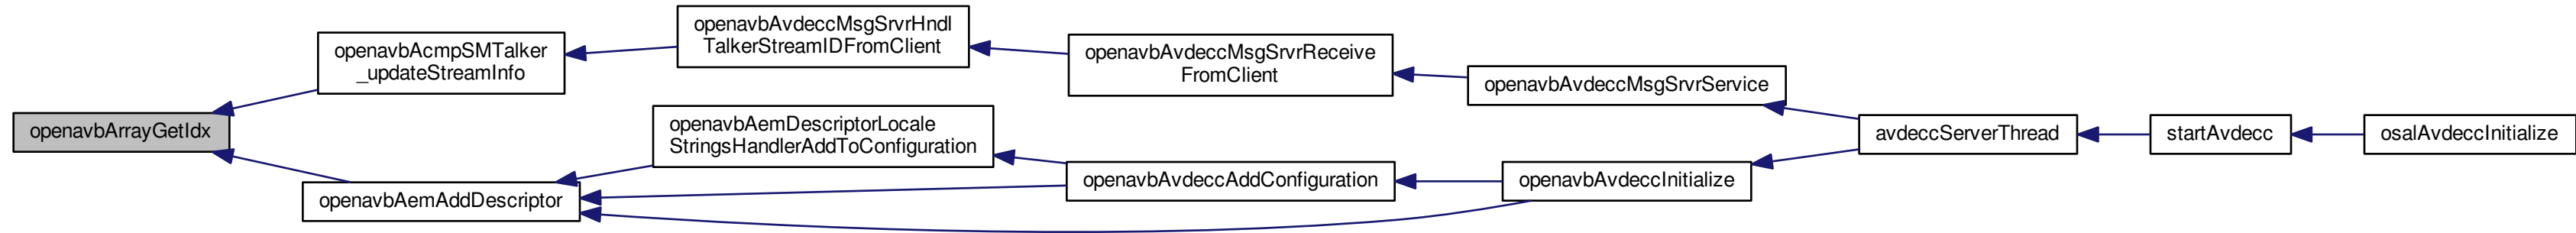 openavbArrayGetIdx
openavbAcmpSMTalker
_updateStreamInfo
openavbAvdeccMsgSrvrHndl
TalkerStreamIDFromClient
openavbAvdeccMsgSrvrReceive
FromClient
openavbAvdeccMsgSrvrService
avdeccServerThread
startAvdecc
osalAvdeccInitialize
openavbAemAddDescriptor
openavbAemDescriptorLocale
StringsHandlerAddToConfiguration
openavbAvdeccAddConfiguration
openavbAvdeccInitialize